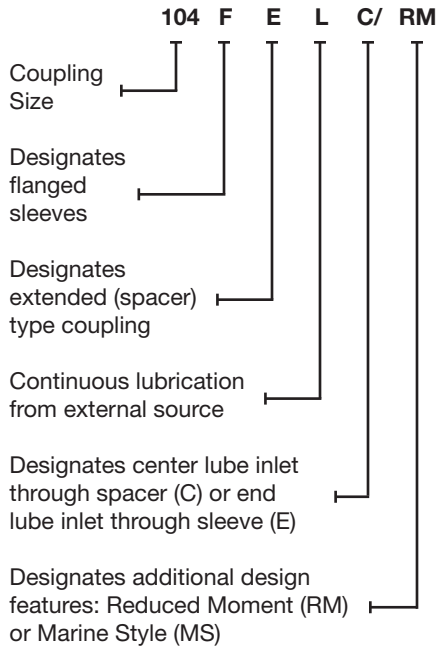 104 F E L C/ RM
Coupling
Size
Designates
flanged
sleeves
Designates
extended (spacer)
type coupling
Continuous lubrication
from external source
Designates center lube inlet
through spacer (C) or end
lube inlet through sleeve (E)
Designates additional design
features: Reduced Moment (RM)
or Marine Style (MS)